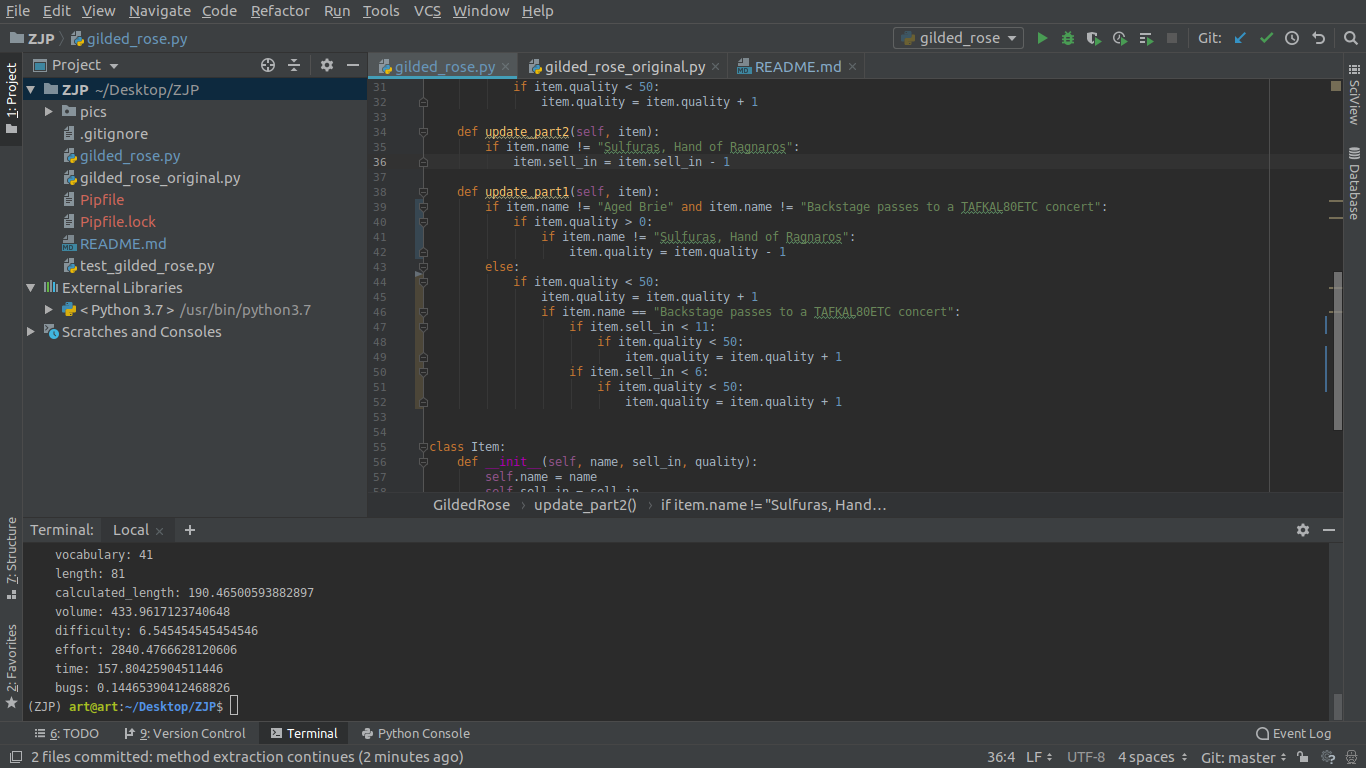 File Edit View Navigate Code Refactor Run Tools VCS Window Help
ZJP gilded_rose.py gilded_rose Git:
1: Project
Project
gilded_rose.py gilded_rose_original.py README.md
ZJP ~/Desktop/ZJP
pics
.gitignore
gilded_rose.py
gilded_rose_original.py
Pipfile
Pipfile.lock
README.md
test_gilded_rose.py
External Libraries
< Python 3.7 > /usr/bin/python3.7
Scratches and Consoles
31 if item.quality < 50:
32 item.quality = item.quality + 1
33
34 def update_part2(self, item):
35 if item.name != "Sulfuras, Hand of Ragnaros":
36 item.sell_in = item.sell_in - 1
37
38 def update_part1(self, item):
39 if item.name != "Aged Brie" and item.name != "Backstage passes to a TAFKAL80ETC concert":
40 if item.quality > 0:
41 if item.name != "Sulfuras, Hand of Ragnaros":
42 item.quality = item.quality - 1
43 else:
44 if item.quality < 50:
45 item.quality = item.quality + 1
46 if item.name == "Backstage passes to a TAFKAL80ETC concert":
47 if item.sell_in < 11:
48 if item.quality < 50:
49 item.quality = item.quality + 1
50 if item.sell_in < 6:
51 if item.quality < 50:
52 item.quality = item.quality + 1
53
54
55 class Item:
56 def __init__(self, name, sell_in, quality):
57 self.name = name
58 self.sell_in = sell_in
GildedRose update_part2() if item.name != "Sulfuras, Hand…
SciView
Database
7: Structure
2: Favorites
Terminal: Local
vocabulary: 41
length: 81
calculated_length: 190.46500593882897
volume: 433.9617123740648
difficulty: 6.545454545454546
effort: 2840.4766628120606
time: 157.80425904511446
bugs: 0.14465390412468826
(ZJP) art@art:~/Desktop/ZJP$
6: TODO 9: Version Control Terminal Python Console Event Log
2 files committed: method extraction continues (2 minutes ago) 36:4 LF UTF-8 4 spaces Git: master